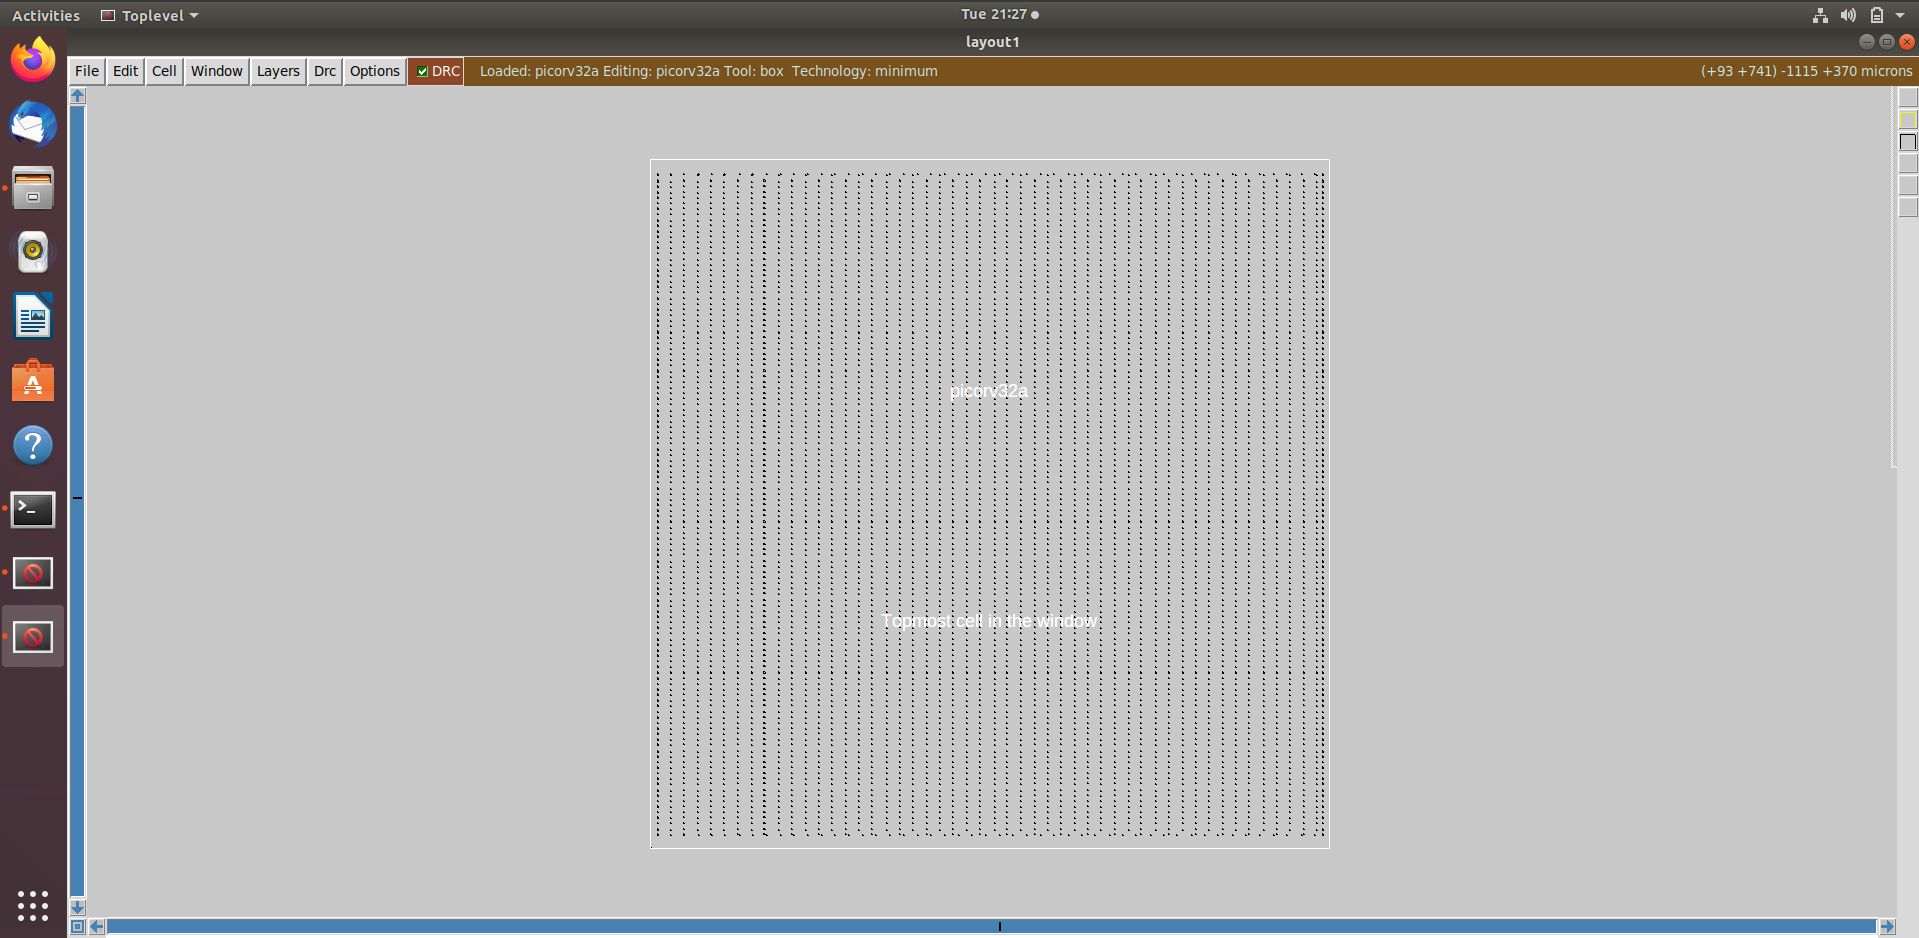 Activities Toplevel Tue 21:27
layout1
File Edit Cell Window Layers Drc Options DRC Loaded: picorv32a Editing: picorv32a Tool: box Technology: minimum (+93 +741) -1115 +370 microns
picorv32a
Topmost cell in the window